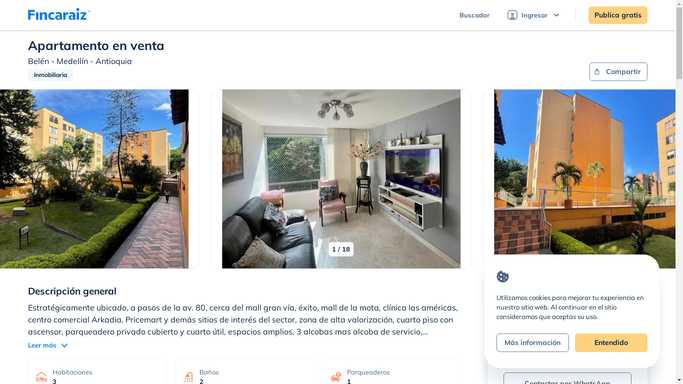 Fincaraiz
Buscador
Ingresar
Publica gratis
Apartamento en venta
Belén - Medellín - Antioquia
Inmobiliaria
Compartir
1 / 18
Descripción general
Estratégicamente ubicado, a pasos de la av. 80, cerca del mall gran vía, éxito, mall de la mota, clínica las américas,
centro comercial Arkadia, Pricemart y demás sitios de interés del sector, zona de alta valorización, cuarto piso con
ascensor, parqueadero privado cubierto y cuarto útil, espacios amplios, 3 alcobas mas alcoba de servicio,...
Leer más
Habitaciones
3
Baños
2
Parqueaderos
1
Utilizamos cookies para mejorar tu experiencia en
nuestro sitio web. Al continuar en el sitio
consideramos que aceptas su uso.
Más información
Entendido
Contactar por WhatsApp